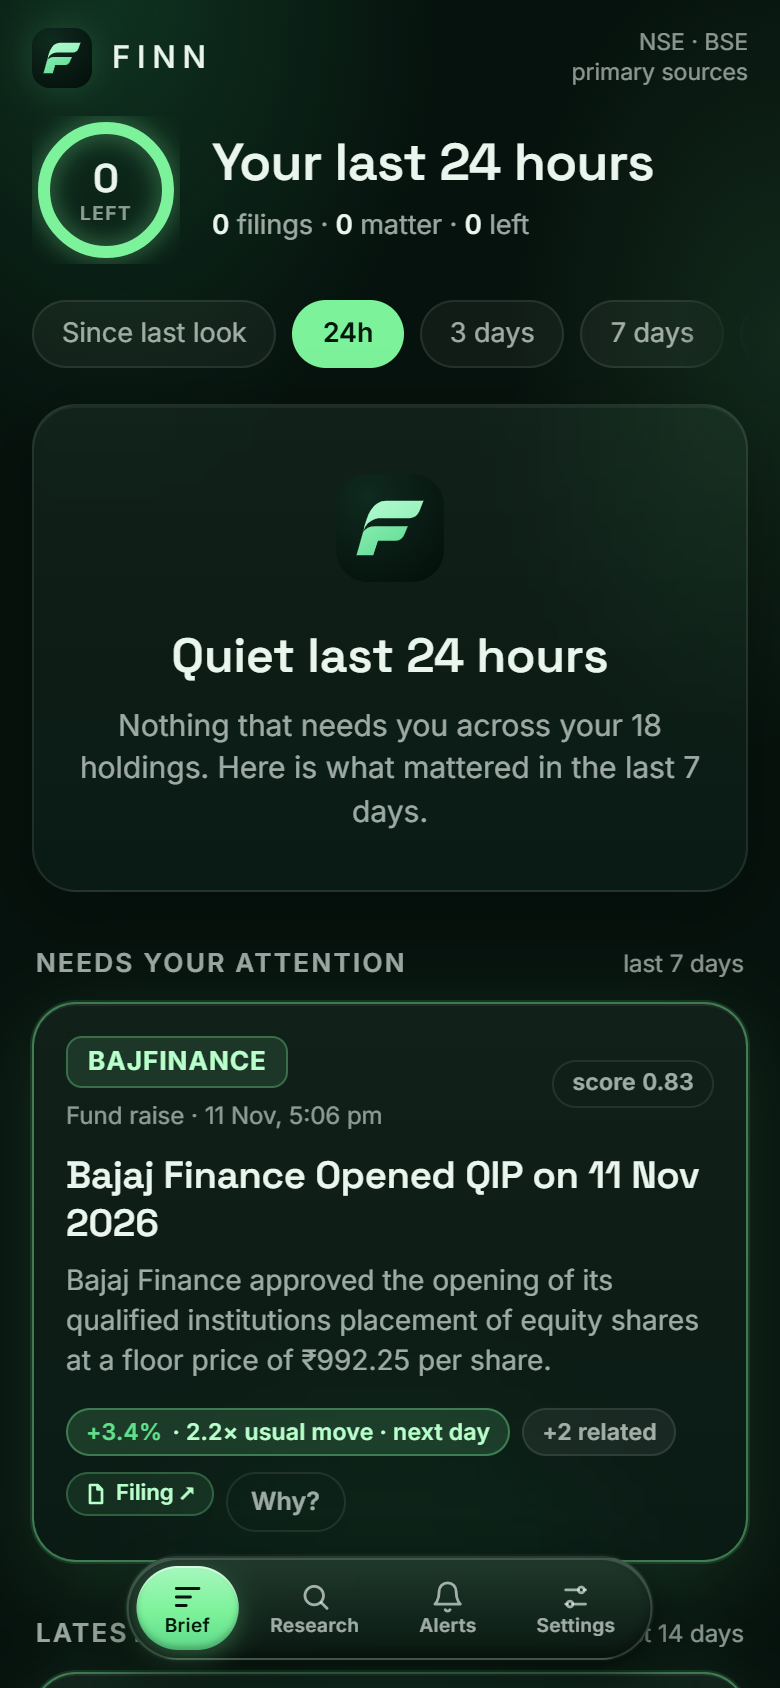 FINN
NSE · BSE
primary sources
0
LEFT
Your last 24 hours
0 filings · 0 matter · 0 left
Since last look
24h
3 days
7 days
Quiet last 24 hours
Nothing that needs you across your 18
holdings. Here is what mattered in the last 7
days.
NEEDS YOUR ATTENTION
last 7 days
BAJFINANCE
score 0.83
Fund raise · 11 Nov, 5:06 pm
Bajaj Finance Opened QIP on 11 Nov
2026
Bajaj Finance approved the opening of its
qualified institutions placement of equity shares
at a floor price of ₹992.25 per share.
+3.4% · 2.2× usual move · next day
+2 related
Filing ↗
Why?
LATES
14 days
Brief
Research
Alerts
Settings